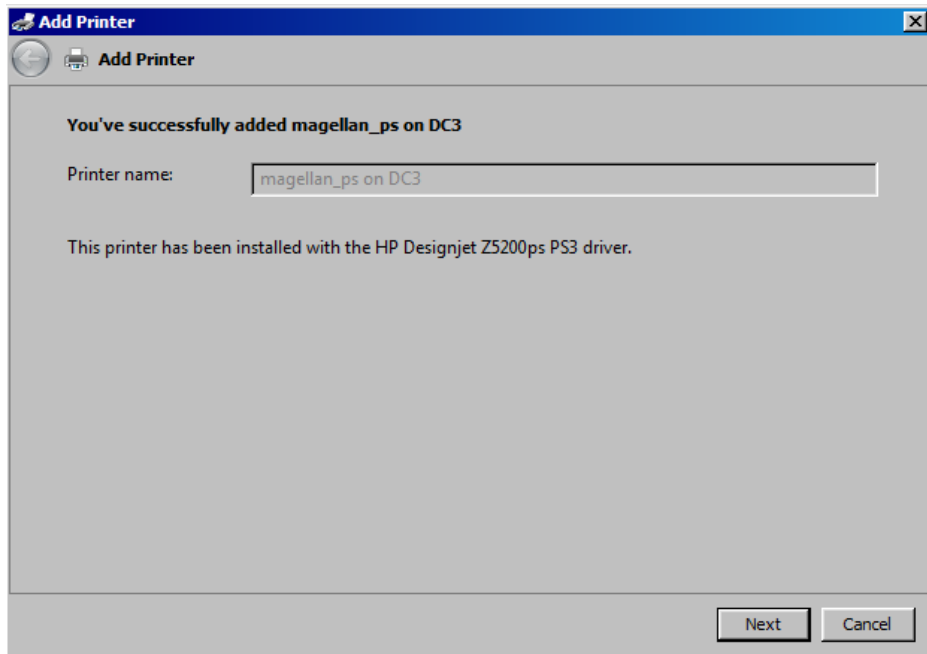 Add Printer
Add Printer
You've successfully added magellan_ps on DC3
Printer name: magellan_ps on DC3
This printer has been installed with the HP Designjet Z5200ps PS3 driver.
Next Cancel